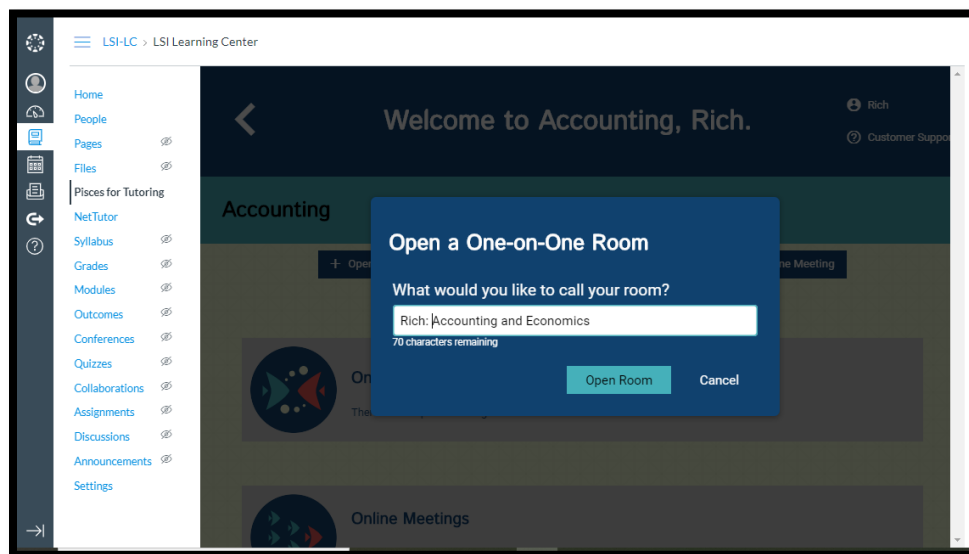 LSI-LC > LSI Learning Center
Home
People
Pages
Files
Pisces for Tutoring
NetTutor
Syllabus
Grades
Modules
Outcomes
Conferences
Quizzes
Collaborations
Assignments
Discussions
Announcements
Settings
Welcome to Accounting, Rich.
Rich
Customer Suppo
Accounting
+ Ope
ne Meeting
Open a One-on-One Room
What would you like to call your room?
Rich: Accounting and Economics
70 characters remaining
Open Room
Cancel
On
The
Online Meetings